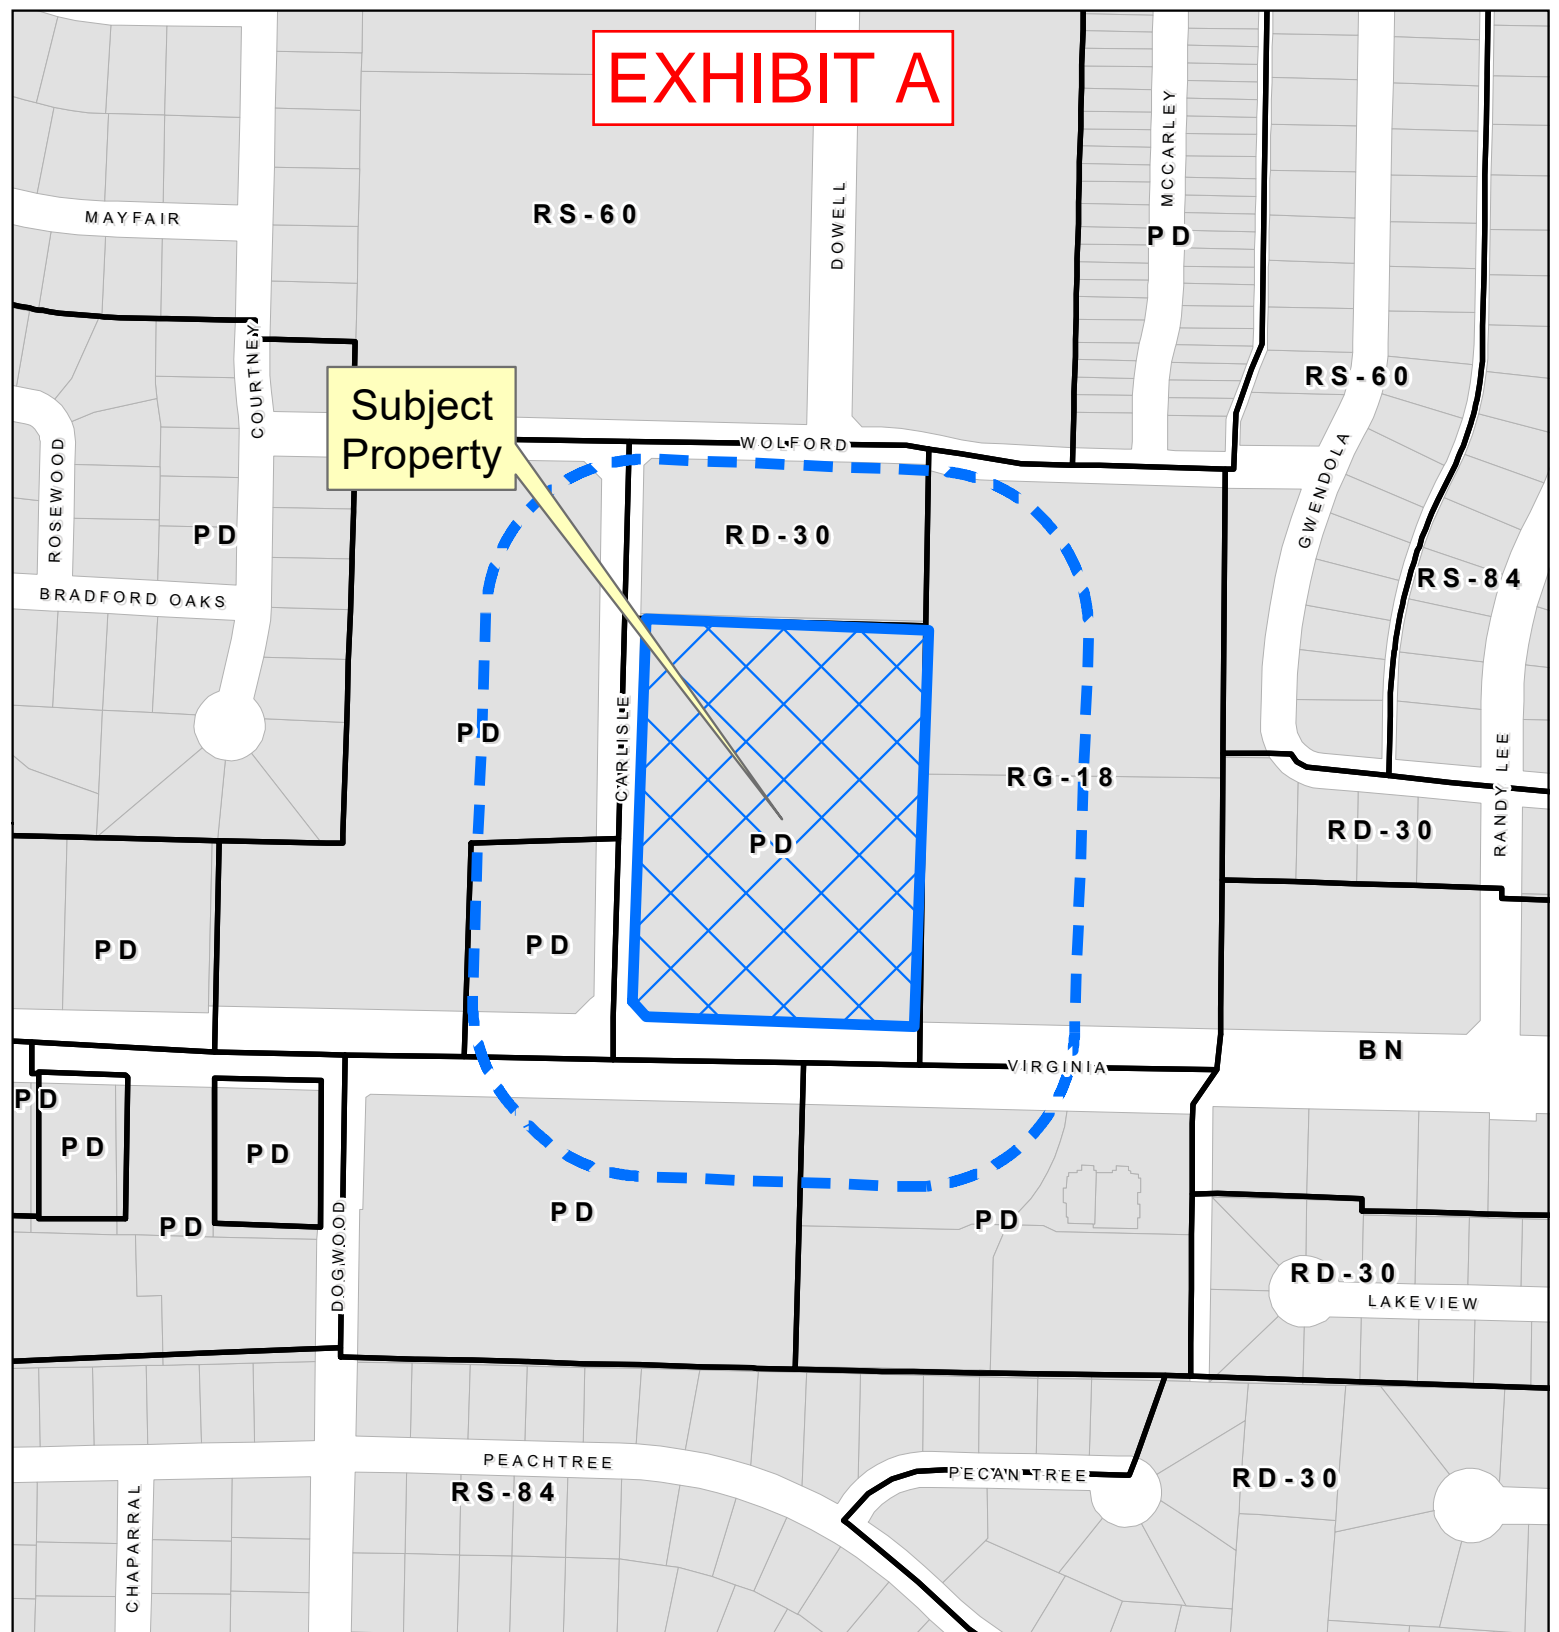 EXHIBIT A
MCCARLEY
RS-60
DOWELL
MAYFAIR
PD
COURTNEY
RS-60
Subject
Property
WOLFORD
ROSEWOOD
GWENDOLA
PD
RD-30
RS-84
BRADFORD OAKS
PD
CARLISLE
RG-18
RANDY LEE
RD-30
PD
PD
PD
BN
VIRGINIA
PD
PD
PD
PD
PD
PD
DOGWOOD
RD-30
LAKEVIEW
PEACHTREE
PECAN TREE
RD-30
RS-84
CHAPARRAL